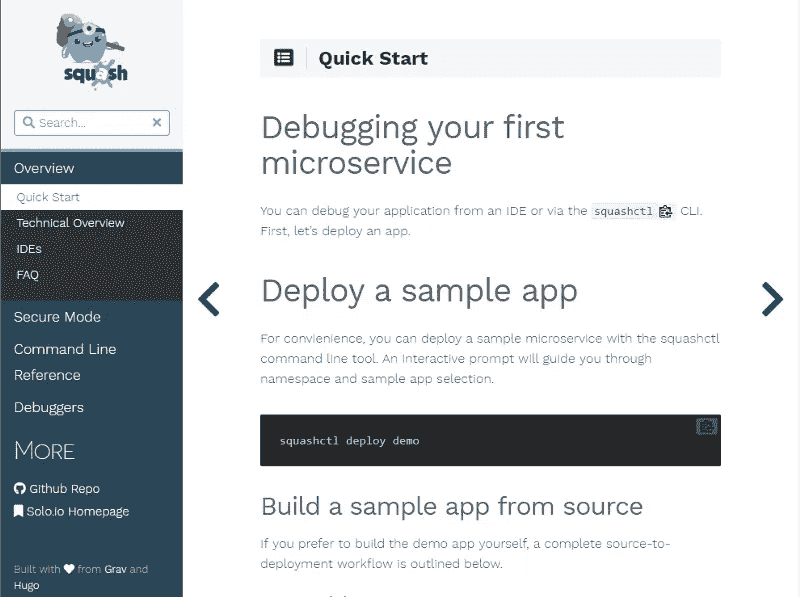 squash
Search...
Overview
Quick Start
Technical Overview
IDEs
FAQ
Secure Mode
Command Line
Reference
Debuggers
MORE
Github Repo
Solo.io Homepage
Built with from Grav and
Hugo
Quick Start
Debugging your first
microservice
You can debug your application from an IDE or via the squashctl CLI.
First, let's deploy an app.
Deploy a sample app
For convienience, you can deploy a sample microservice with the squashctl
command line tool. An interactive prompt will guide you through
namespace and sample app selection.
squashctl deploy demo
Build a sample app from source
If you prefer to build the demo app yourself, a complete source-to-
deployment workflow is outlined below.